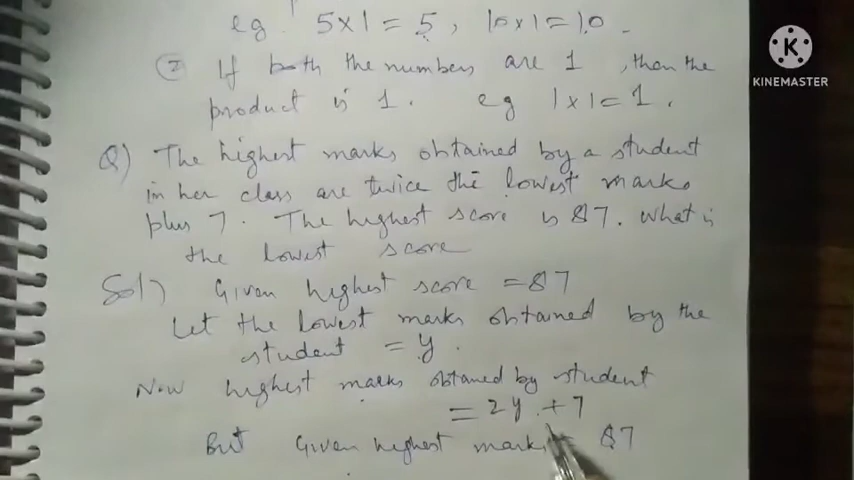 eg 5×1 = 5, 10×1 = 10
② If both the numbers are 1, then the
product is 1. eg 1×1 = 1.
Q) The highest marks obtained by a student
in her class are twice the lowest marks
plus 7. The highest score is 87. What is
the lowest score
Sol) Given highest score = 87
Let the lowest marks obtained by the
student = y.
Now highest marks obtained by student
= 2y + 7
But Given highest marks = 87
K
KINEMASTER